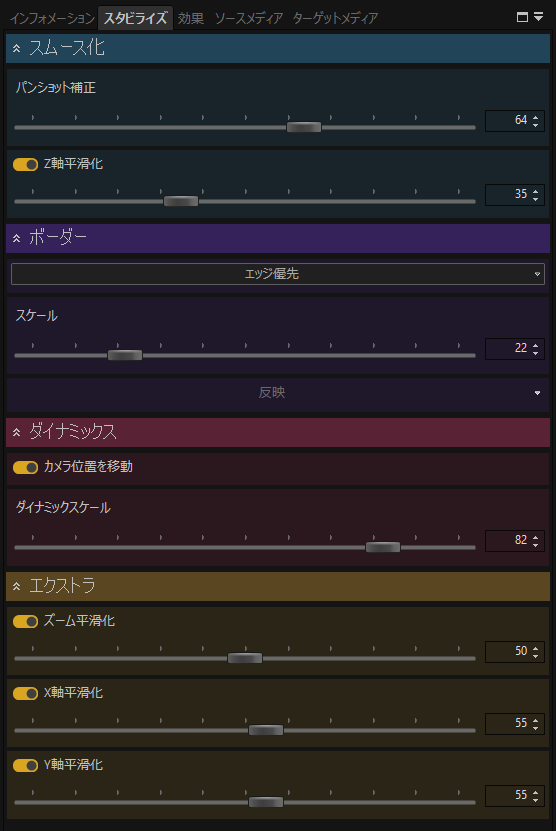 インフォメーション スタビライズ 効果 ソースメディア ターゲットメディア
スムース化
パンショット補正
64
Z軸平滑化
35
ボーダー
エッジ優先
スケール
22
反映
ダイナミックス
カメラ位置を移動
ダイナミックスケール
82
エクストラ
ズーム平滑化
50
X軸平滑化
55
Y軸平滑化
55